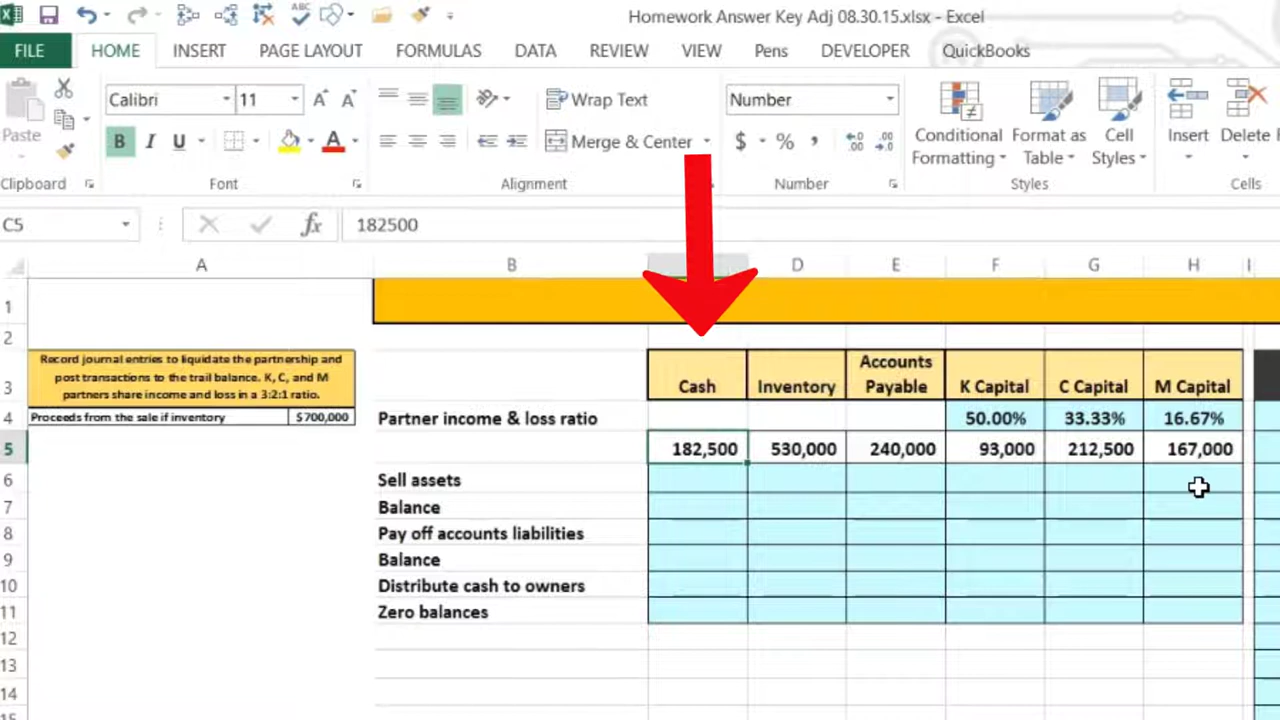 Homework Answer Key Adj 08.30.15.xlsx - Excel
FILE HOME INSERT PAGE LAYOUT FORMULAS DATA REVIEW VIEW Pens DEVELOPER QuickBooks
Paste
Calibri 11 A A
B I U A
Wrap Text
Merge & Center
Number
$ % ,
Conditional Formatting
Format as Table
Cell Styles
Insert
Delete
Clipboard Font Alignment Number Styles Cells
C5 fx 182500
A B D E F G H I
1
2
3 Record journal entries to liquidate the partnership and
post transactions to the trail balance. K, C, and M
partners share income and loss in a 3:2:1 ratio.
Cash Inventory Accounts Payable K Capital C Capital M Capital
4 Proceeds from the sale if inventory $700,000 Partner income & loss ratio 50.00% 33.33% 16.67%
5 182,500 530,000 240,000 93,000 212,500 167,000
6 Sell assets
7 Balance
8 Pay off accounts liabilities
9 Balance
10 Distribute cash to owners
11 Zero balances
12
13
14
15